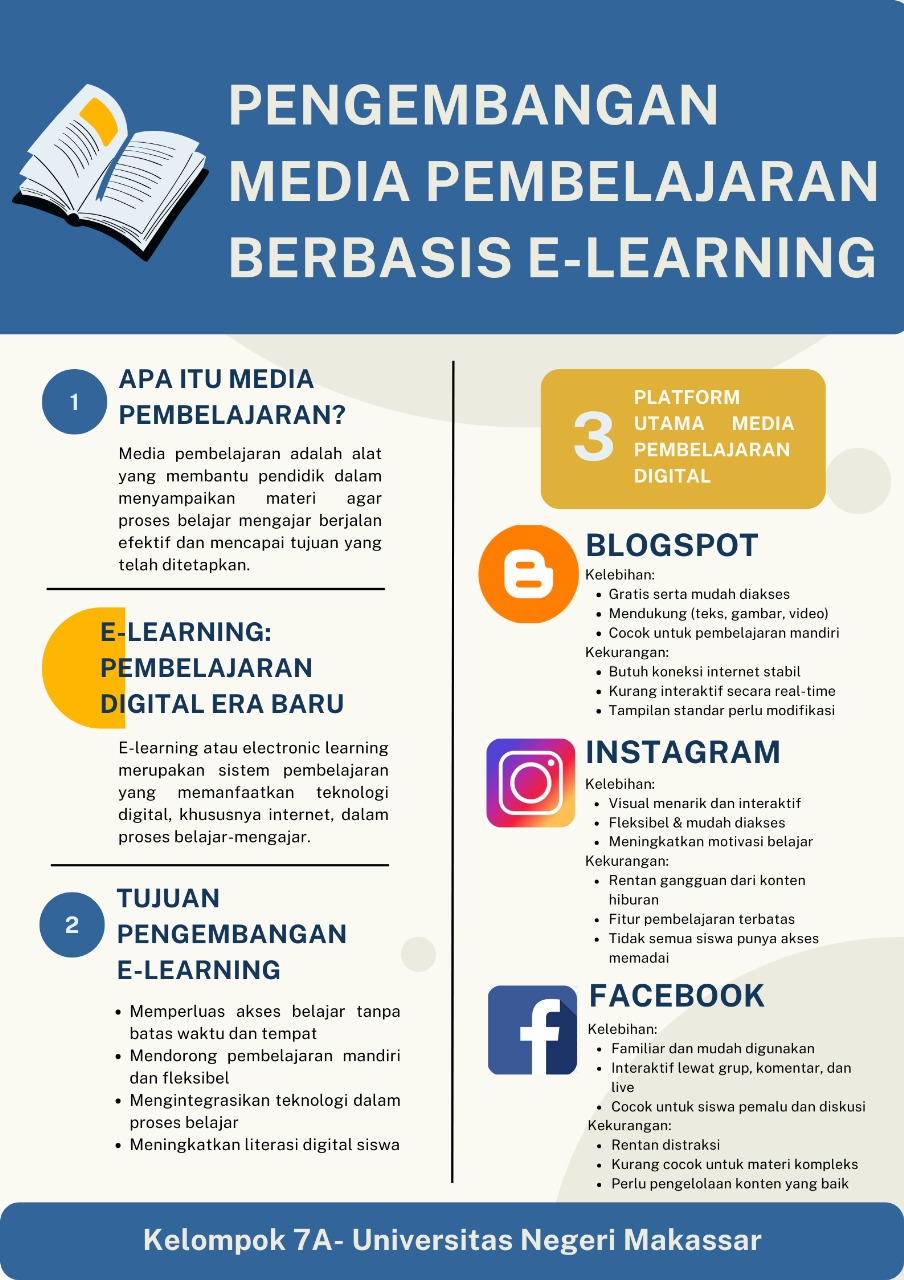 PENGEMBANGAN
MEDIA PEMBELAJARAN
BERBASIS E-LEARNING
1
APA ITU MEDIA
PEMBELAJARAN?
Media pembelajaran adalah alat
yang membantu pendidik dalam
menyampaikan materi agar
proses belajar mengajar berjalan
efektif dan mencapai tujuan yang
telah ditetapkan.
E-LEARNING:
PEMBELAJARAN
DIGITAL ERA BARU
E-learning atau electronic learning
merupakan sistem pembelajaran
yang memanfaatkan teknologi
digital, khususnya internet, dalam
proses belajar-mengajar.
2
TUJUAN
PENGEMBANGAN
E-LEARNING
• Memperluas akses belajar tanpa
batas waktu dan tempat
• Mendorong pembelajaran mandiri
dan fleksibel
• Mengintegrasikan teknologi dalam
proses belajar
• Meningkatkan literasi digital siswa
3
PLATFORM
UTAMA MEDIA
PEMBELAJARAN
DIGITAL
BLOGSPOT
Kelebihan:
• Gratis serta mudah diakses
• Mendukung (teks, gambar, video)
• Cocok untuk pembelajaran mandiri
Kekurangan:
• Butuh koneksi internet stabil
• Kurang interaktif secara real-time
• Tampilan standar perlu modifikasi
INSTAGRAM
Kelebihan:
• Visual menarik dan interaktif
• Fleksibel & mudah diakses
• Meningkatkan motivasi belajar
Kekurangan:
• Rentan gangguan dari konten
hiburan
• Fitur pembelajaran terbatas
• Tidak semua siswa punya akses
memadai
FACEBOOK
Kelebihan:
• Familiar dan mudah digunakan
• Interaktif lewat grup, komentar, dan
live
• Cocok untuk siswa pemalu dan diskusi
Kekurangan:
• Rentan distraksi
• Kurang cocok untuk materi kompleks
• Perlu pengelolaan konten yang baik
Kelompok 7A- Universitas Negeri Makassar